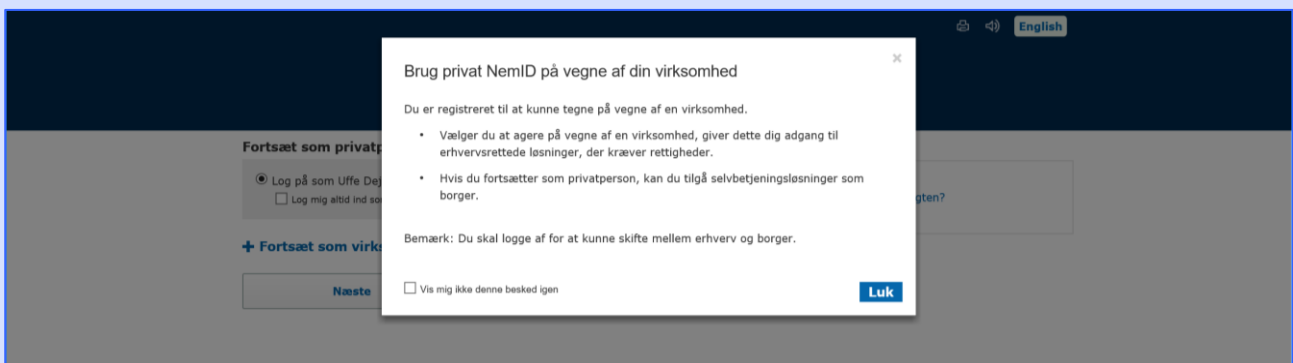 English
Brug privat NemID på vegne af din virksomhed
×
Du er registreret til at kunne tegne på vegne af en virksomhed.
• Vælger du at agere på vegne af en virksomhed, giver dette dig adgang til
erhvervsrettede løsninger, der kræver rettigheder.
• Hvis du fortsætter som privatperson, kan du tilgå selvbetjeningsløsninger som
borger.
Bemærk: Du skal logge af for at kunne skifte mellem erhverv og borger.
Vis mig ikke denne besked igen
Luk
Fortsæt som privatp
Log på som Uffe Dej
Log mig altid ind so
gten?
+ Fortsæt som virks
Næste